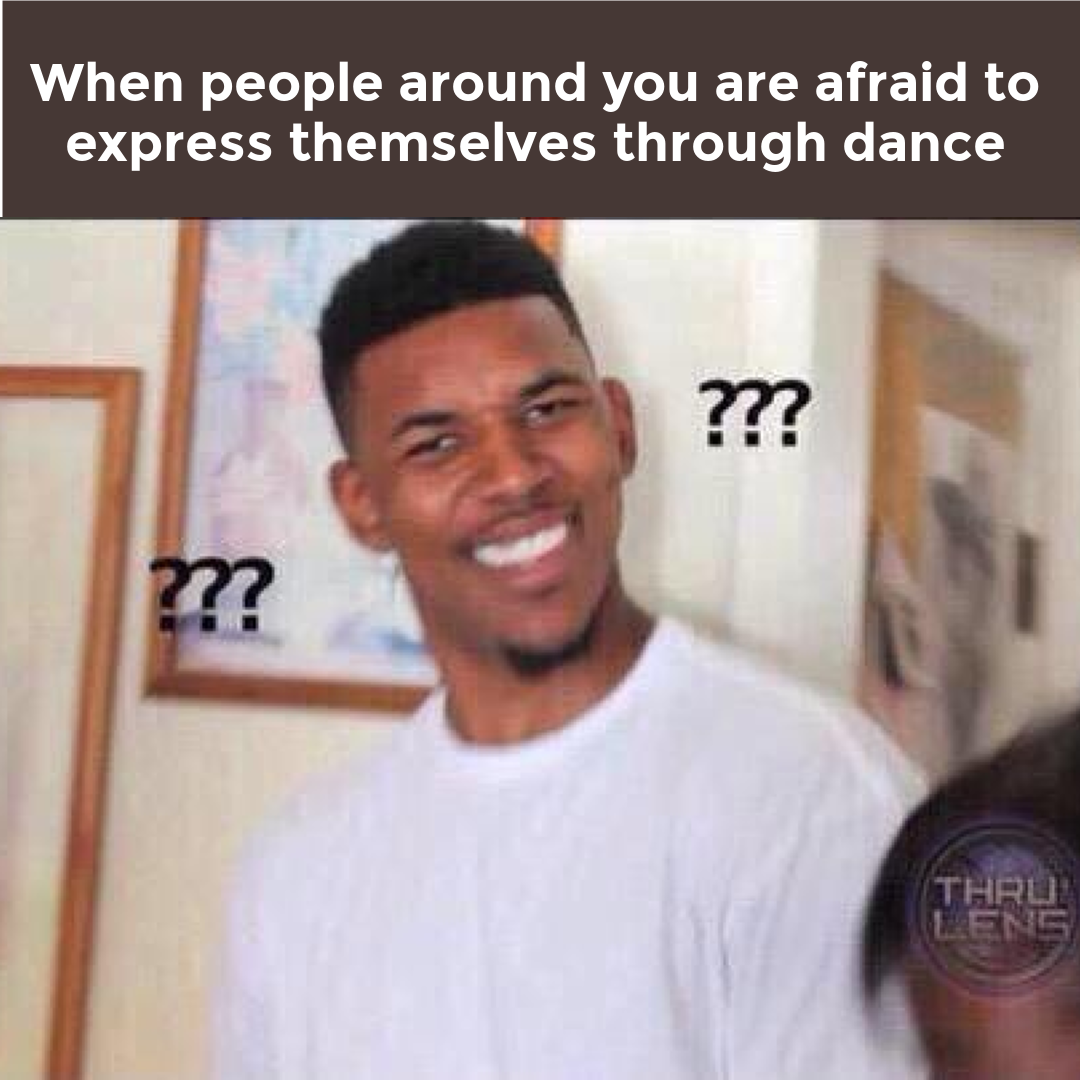 When people around you are afraid to
express themselves through dance
???
???
THRU'
LENS